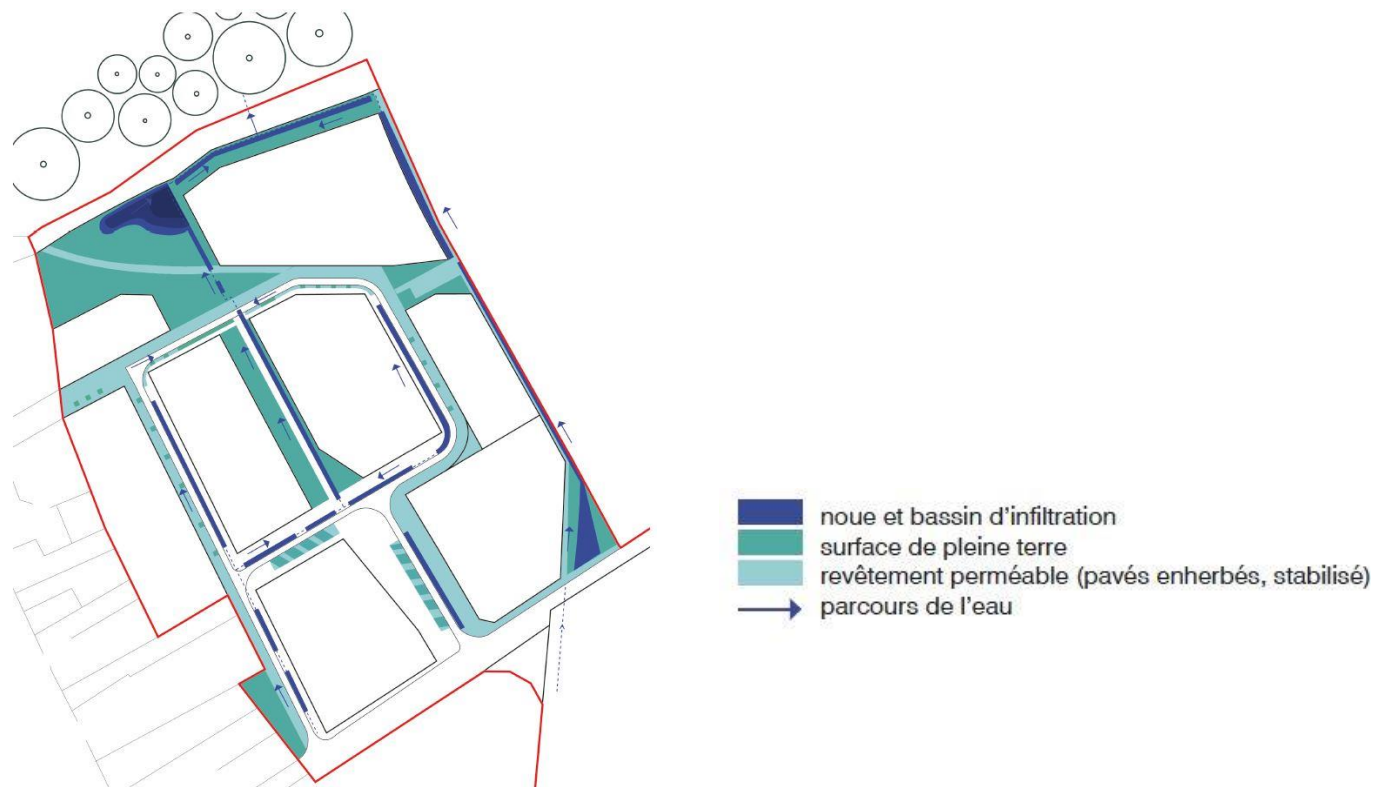 noue et bassin d'infiltration
surface de pleine terre
revêtement perméable (pavés enherbés, stabilisé)
parcours de l'eau